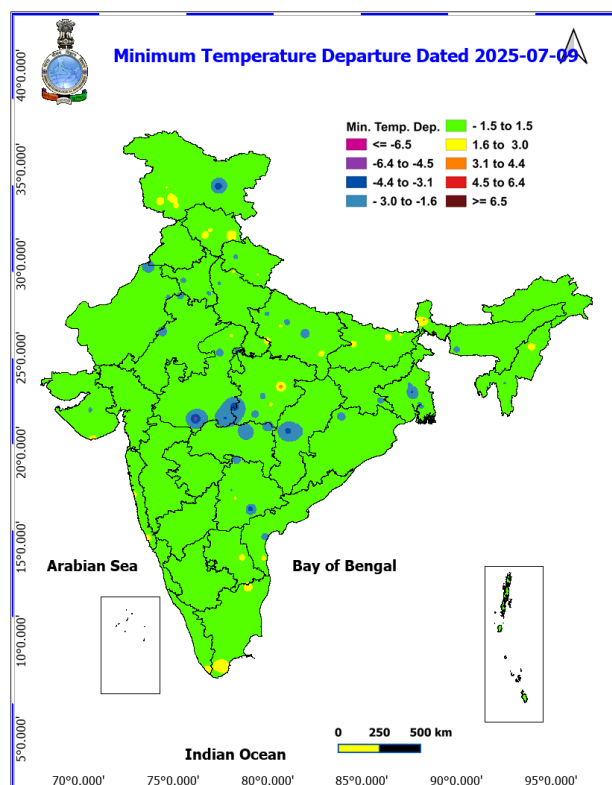 Minimum Temperature Departure Dated 2025-07-09
Min. Temp. Dep.
<= -6.5
-6.4 to -4.5
-4.4 to -3.1
- 3.0 to -1.6
- 1.5 to 1.5
1.6 to 3.0
3.1 to 4.4
4.5 to 6.4
>= 6.5
40°0.000'
35°0.000'
30°0.000'
25°0.000'
20°0.000'
15°0.000'
10°0.000'
5°0.000'
Arabian Sea
Bay of Bengal
Indian Ocean
0 250 500 km
70°0.000' 75°0.000' 80°0.000' 85°0.000' 90°0.000' 95°0.000'